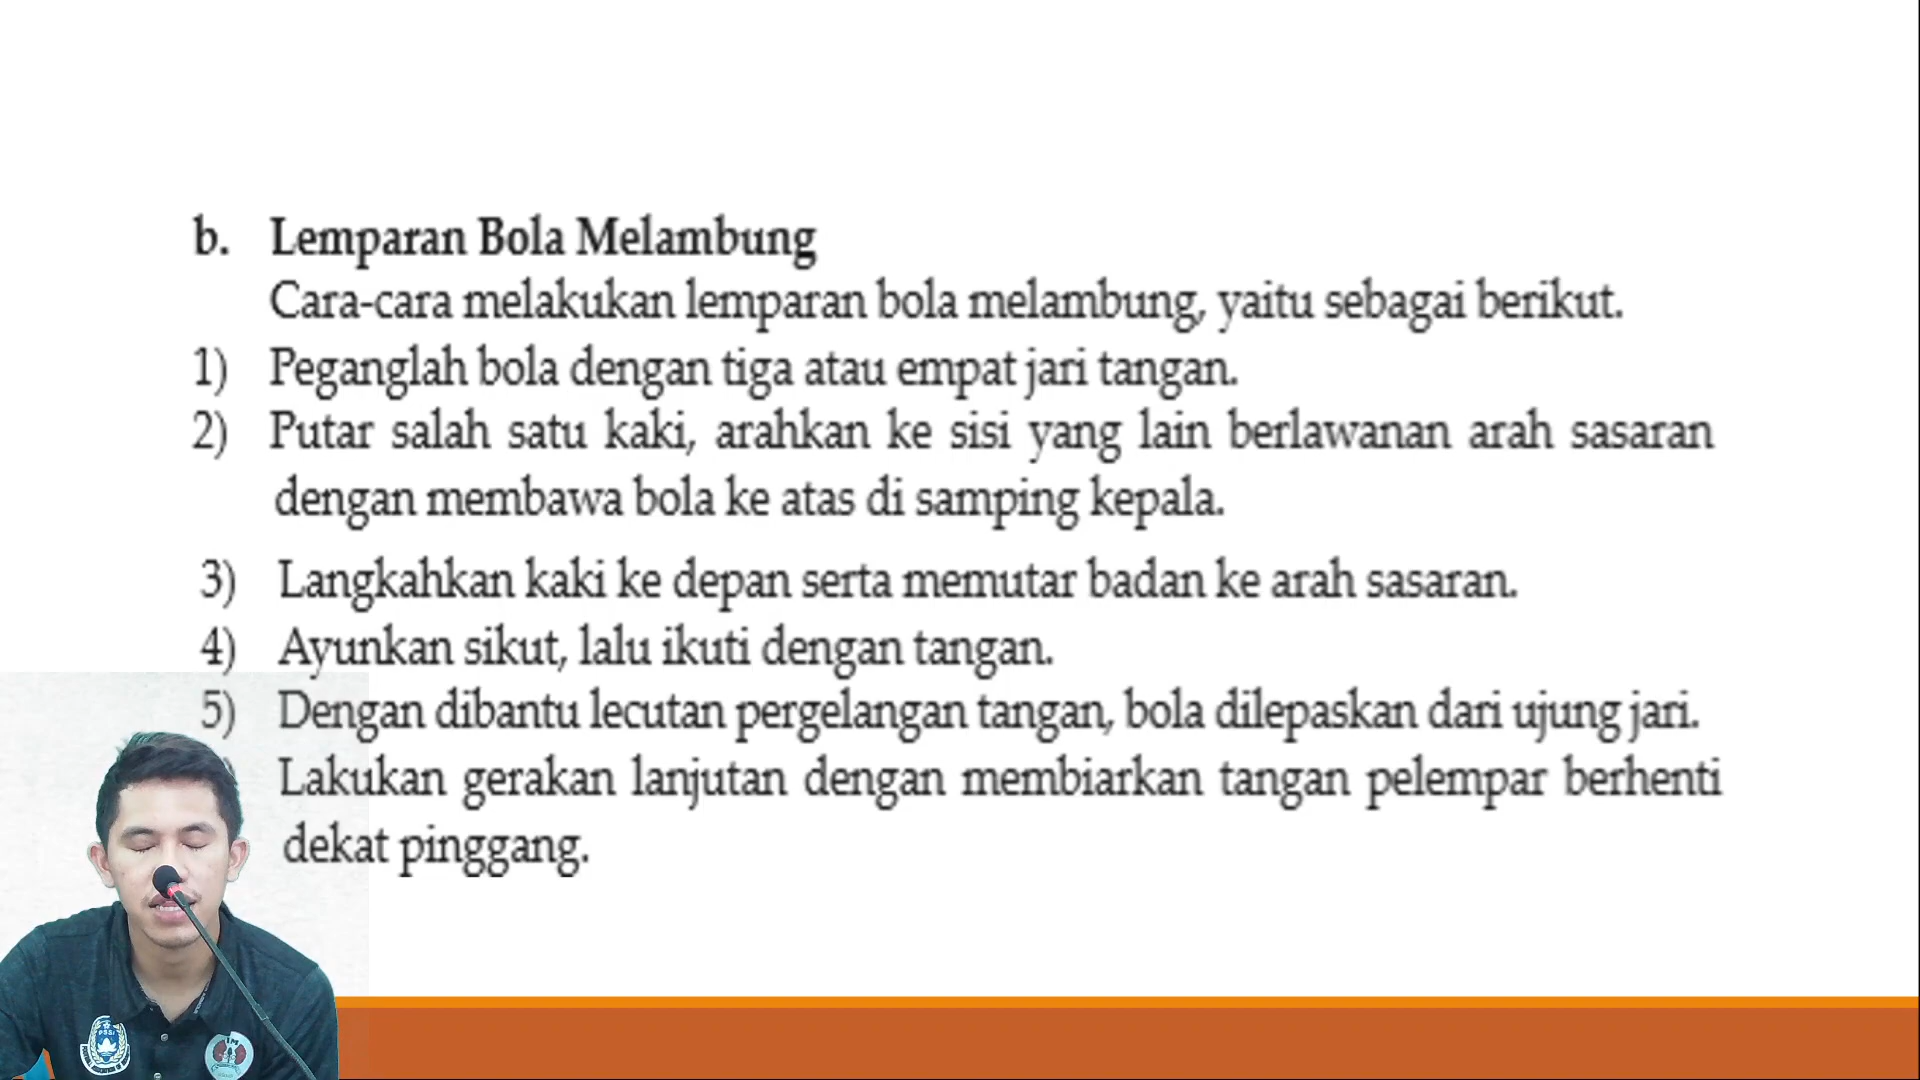 b. Lemparan Bola Melambung
Cara-cara melakukan lemparan bola melambung, yaitu sebagai berikut.
1) Peganglah bola dengan tiga atau empat jari tangan.
2) Putar salah satu kaki, arahkan ke sisi yang lain berlawanan arah sasaran
dengan membawa bola ke atas di samping kepala.
3) Langkahkan kaki ke depan serta memutar badan ke arah sasaran.
4) Ayunkan sikut, lalu ikuti dengan tangan.
5) Dengan dibantu lecutan pergelangan tangan, bola dilepaskan dari ujung jari.
Lakukan gerakan lanjutan dengan membiarkan tangan pelempar berhenti
dekat pinggang.
PSSI